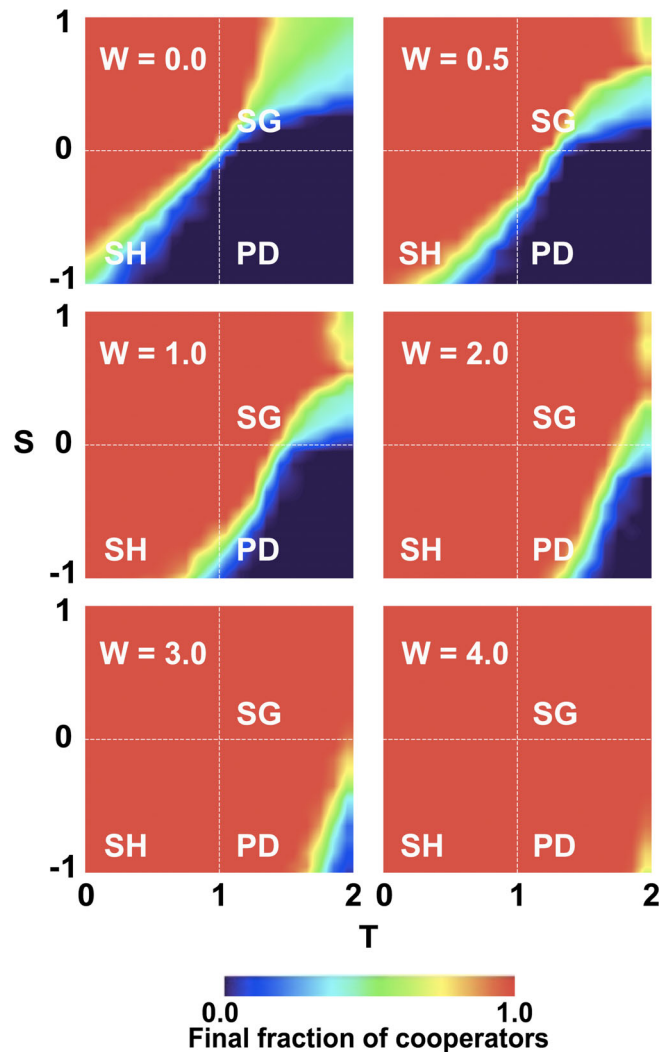 1
W = 0.0
W = 0.5
SG
SG
0
SH
PD
SH
PD
-1
1
W = 1.0
W = 2.0
SG
SG
S
0
SH
PD
SH
PD
-1
1
W = 3.0
W = 4.0
SG
SG
0
SH
PD
SH
PD
-1
0
1
2
0
1
2
T
0.0
1.0
Final fraction of cooperators